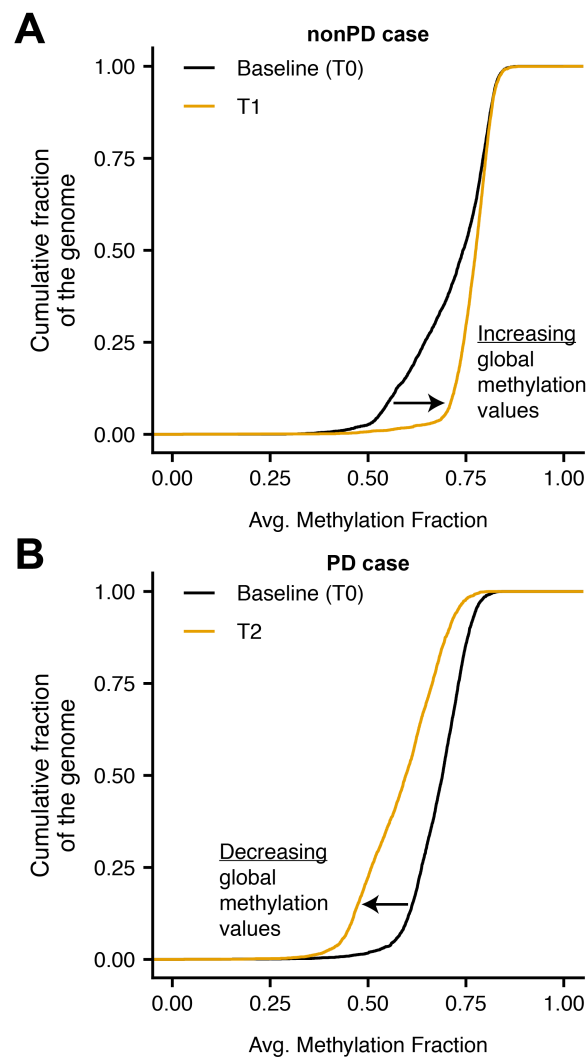 A
nonPD case
Baseline (T0)
T1
1.00
0.75
0.50
0.25
0.00
Cumulative fraction
of the genome
Increasing
global
methylation
values
0.00 0.25 0.50 0.75 1.00
Avg. Methylation Fraction
B
PD case
Baseline (T0)
T2
1.00
0.75
0.50
0.25
0.00
Cumulative fraction
of the genome
Decreasing
global
methylation
values
0.00 0.25 0.50 0.75 1.00
Avg. Methylation Fraction